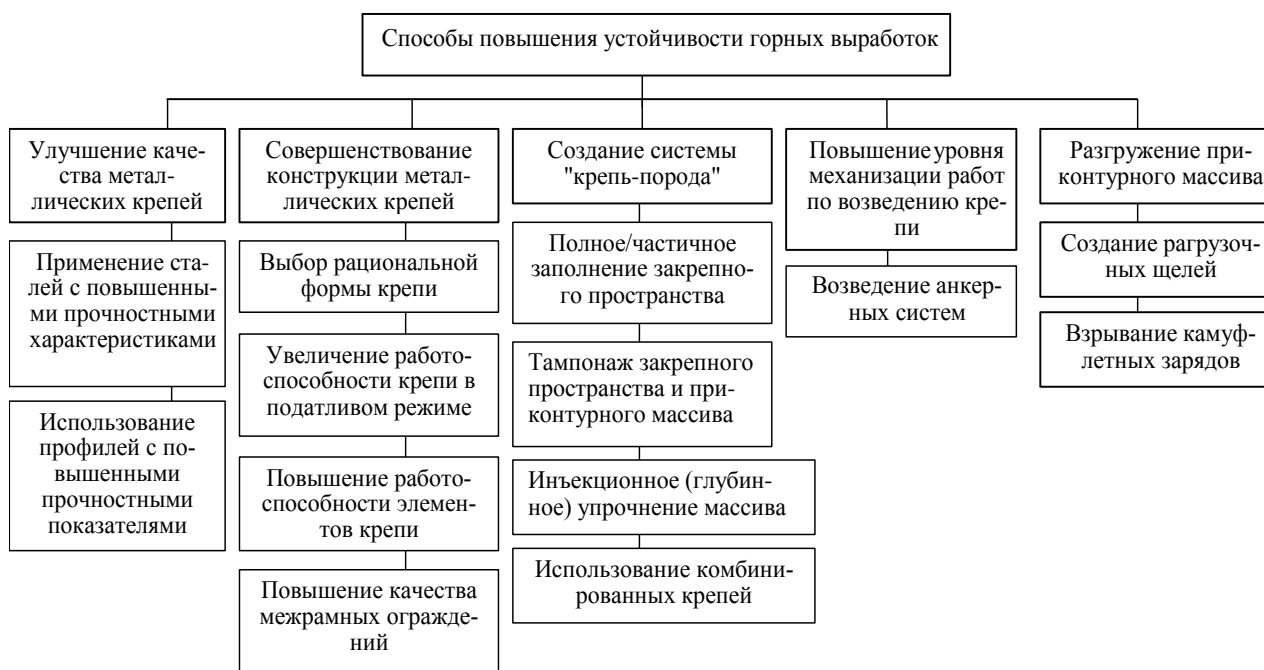 Способы повышения устойчивости горных выработок
Улучшение каче-
ства метал-
лических крепей
Применение ста-
лей с повышенны-
ми прочностными
характеристиками
Использование
профилей с по-
вышенными
прочностными
показателями
Совершенствование
конструкции метал-
лических крепей
Выбор рациональной
формы крепи
Увеличение работо-
способности крепи в
податливом режиме
Повышение работо-
способности элемен-
тов крепи
Повышение качества
межрамных огражде-
ний
Создание системы
"крепь-порода"
Полное/частичное
заполнение закрепно-
го пространства
Тампонаж закрепного
пространства и при-
контурного массива
Инъекционное (глубин-
ное) упрочнение массива
Использование комбини-
рованных крепей
Повышение уровня
механизации работ
по возведению кре-
пи
Возведение анкер-
ных систем
Разгружение при-
контурного массива
Создание рагрузоч-
ных щелей
Взрывание камуф-
летных зарядов